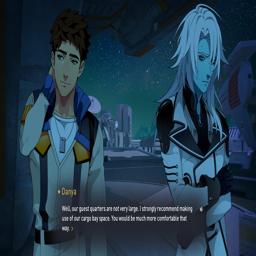 Danya
Well, our guest quarters are not very large. I strongly recommend making
use of our cargo bay space. You would be much more comfortable that
way.